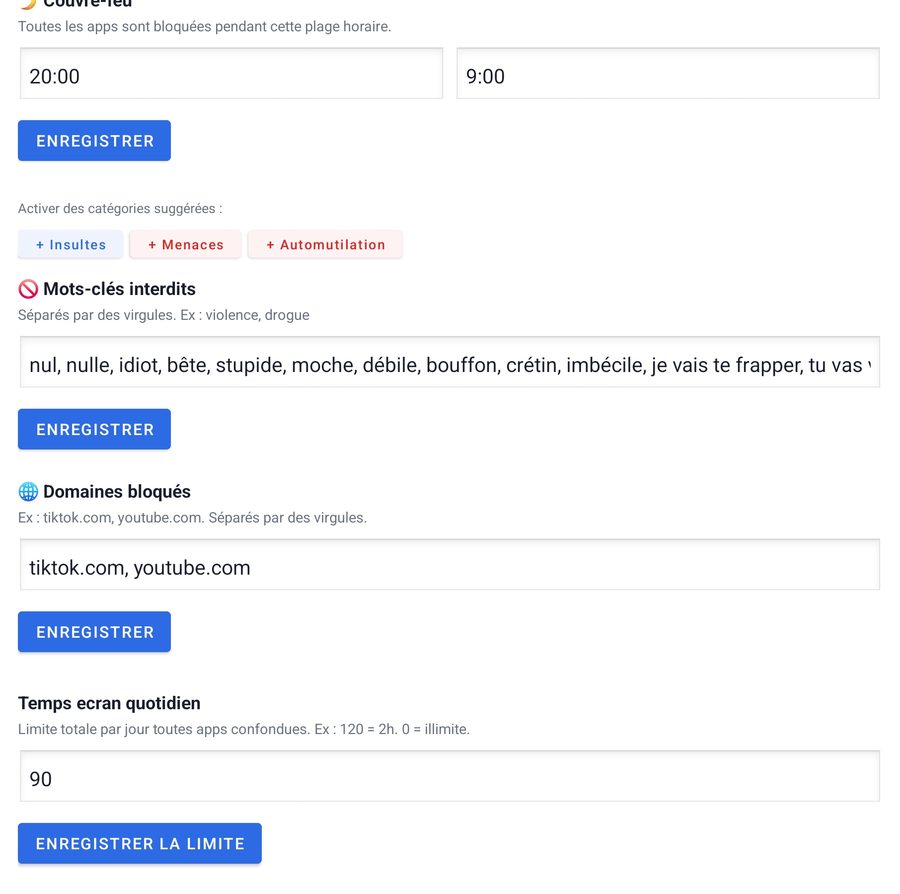 Couvre-feu
Toutes les apps sont bloquées pendant cette plage horaire.
20:00 9:00
ENREGISTRER
Activer des catégories suggérées :
+ Insultes + Menaces + Automutilation
Mots-clés interdits
Séparés par des virgules. Ex : violence, drogue
nul, nulle, idiot, bête, stupide, moche, débile, bouffon, crétin, imbécile, je vais te frapper, tu vas
ENREGISTRER
Domaines bloqués
Ex : tiktok.com, youtube.com. Séparés par des virgules.
tiktok.com, youtube.com
ENREGISTRER
Temps ecran quotidien
Limite totale par jour toutes apps confondues. Ex : 120 = 2h. 0 = illimite.
90
ENREGISTRER LA LIMITE